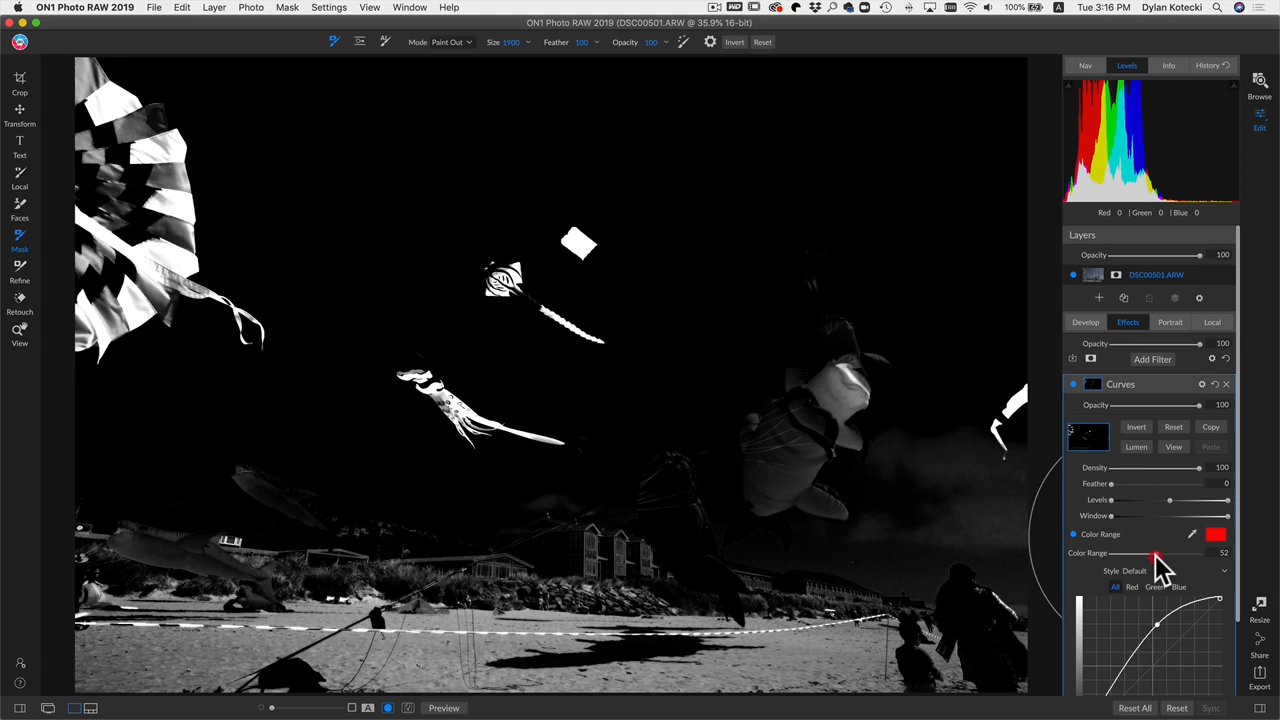 ON1 Photo RAW 2019 File Edit Layer Photo Mask Settings View Window Help 100% Tue 3:16 PM Dylan Kotecki
ON1 Photo RAW 2019 (DSC00501.ARW @ 35.9% 16-bit)
Mode Paint Out Size 1900 Feather 100 Opacity 100 Invert Reset
Crop
Transform
Text
Local
Faces
Mask
Refine
Retouch
View
Nav Levels Info History
Red 0 | Green 0 | Blue 0
Layers
Opacity 100
DSC00501.ARW
Develop Effects Portrait Local
Opacity 100
Add Filter
Curves
Opacity 100
Invert Reset Copy
Lumen View Paste
Density 100
Feather 0
Levels
Window
Color Range
Color Range 52
Style Default
All Red Green Blue
Browse
Edit
Resize
Share
Export
A Preview
Reset All Reset Sync